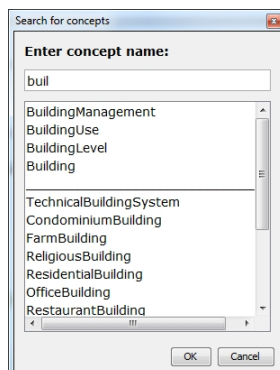 Search for concepts
Enter concept name:
buil
BuildingManagement
BuildingUse
BuildingLevel
Building
TechnicalBuildingSystem
CondominiumBuilding
FarmBuilding
ReligiousBuilding
ResidentialBuilding
OfficeBuilding
RestaurantBuilding
OK Cancel